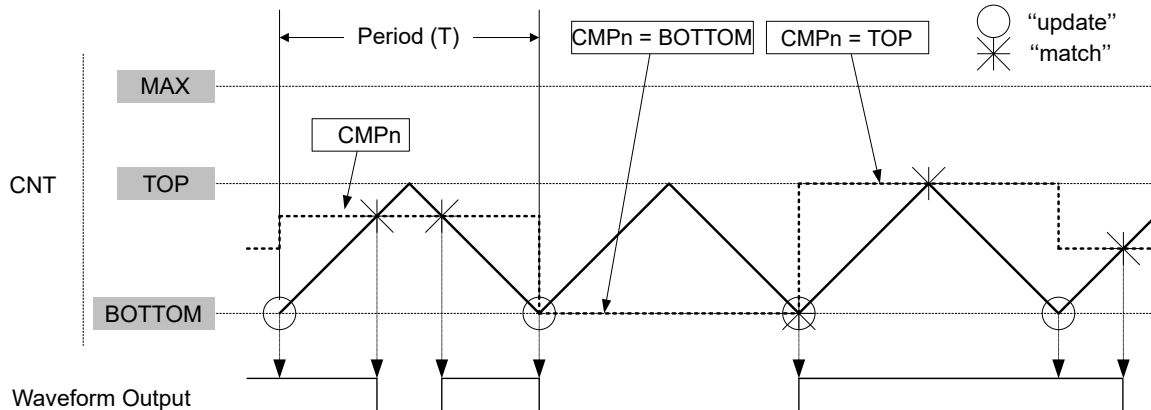 Period (T)
CMPn = BOTTOM
CMPn = TOP
“update”
“match”
MAX
CMPn
CNT
TOP
BOTTOM
Waveform Output